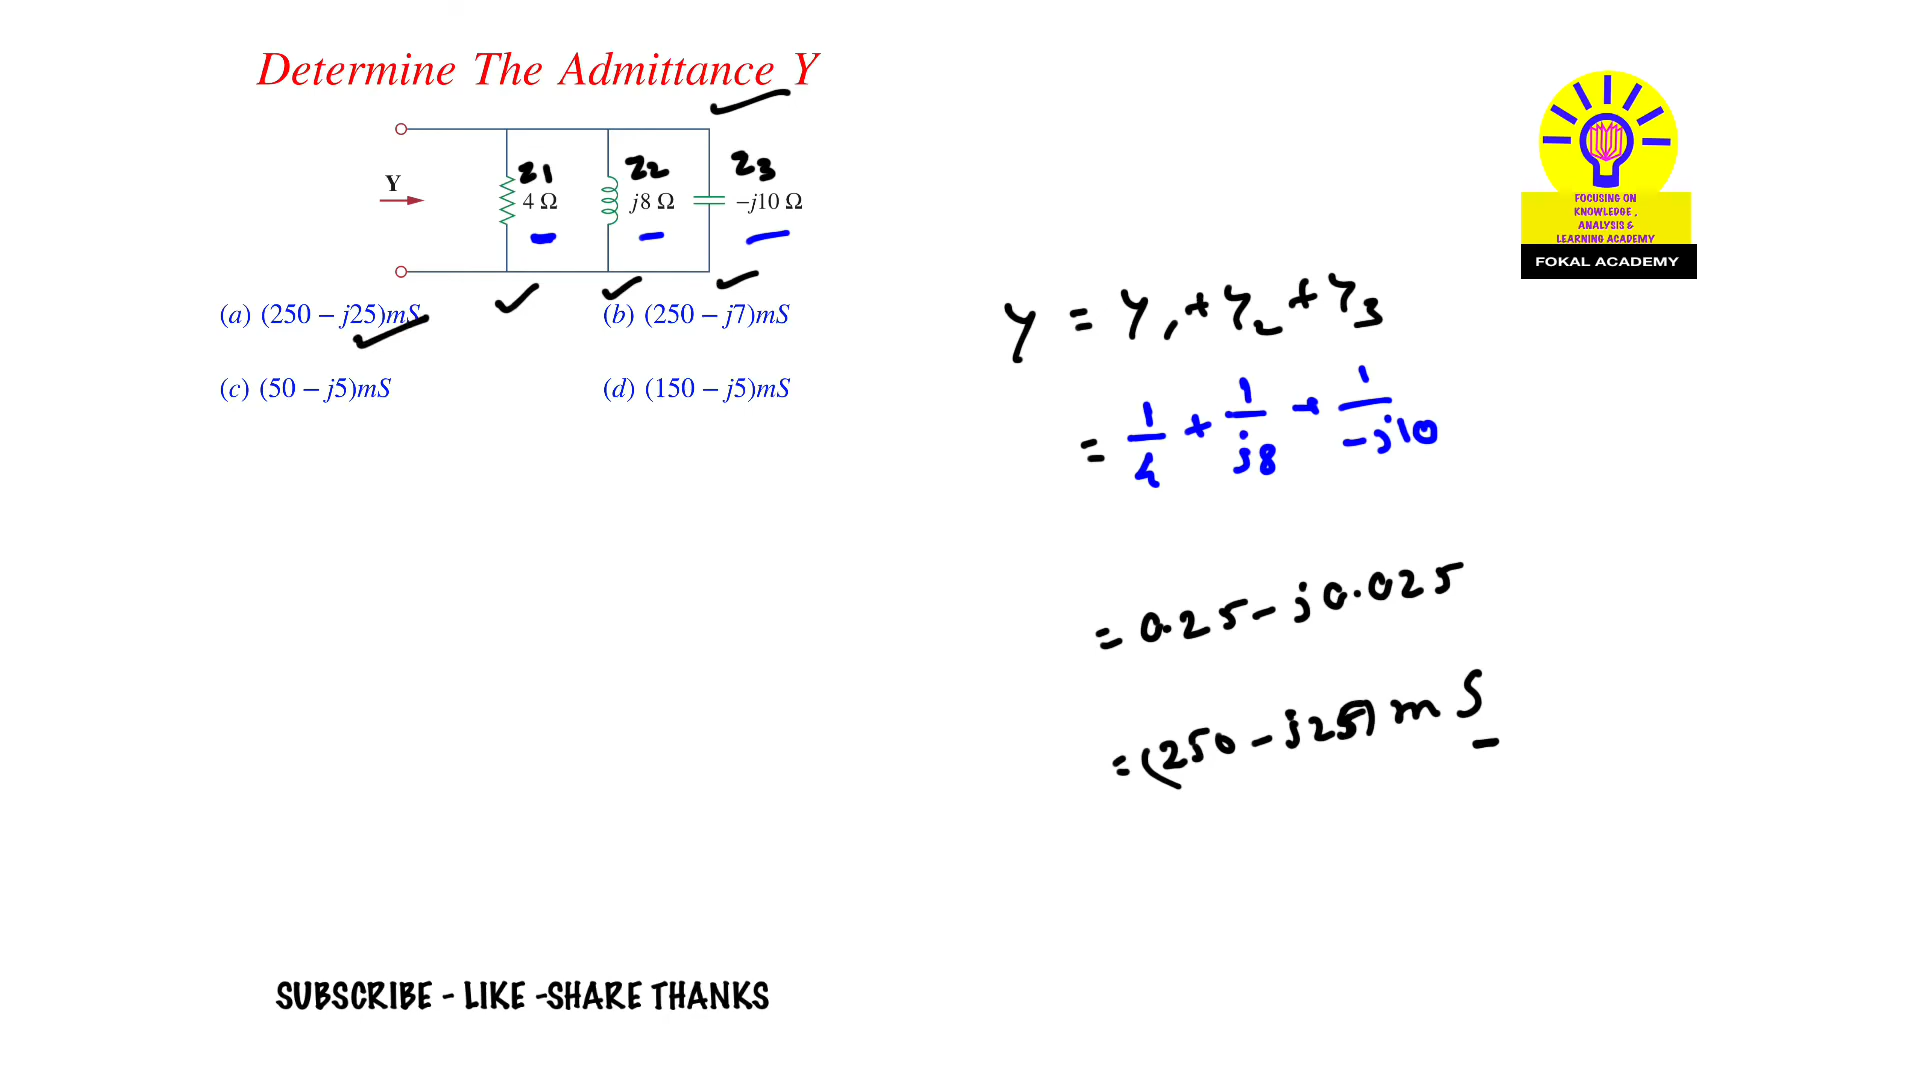 Determine The Admittance Y
Z1 Z2 Z3
Y
4 Ω j8 Ω −j10 Ω
(a) (250 − j25)mS (b) (250 − j7)mS
(c) (50 − j5)mS (d) (150 − j5)mS
FOCUSING ON
KNOWLEDGE ,
ANALYSIS &
LEARNING ACADEMY
FOKAL ACADEMY
Y = Y1 + Y2 + Y3
= 1/4 + 1/j8 + 1/-j10
= 0.25 - j0.025
= (250 - j25) m S
SUBSCRIBE - LIKE -SHARE THANKS